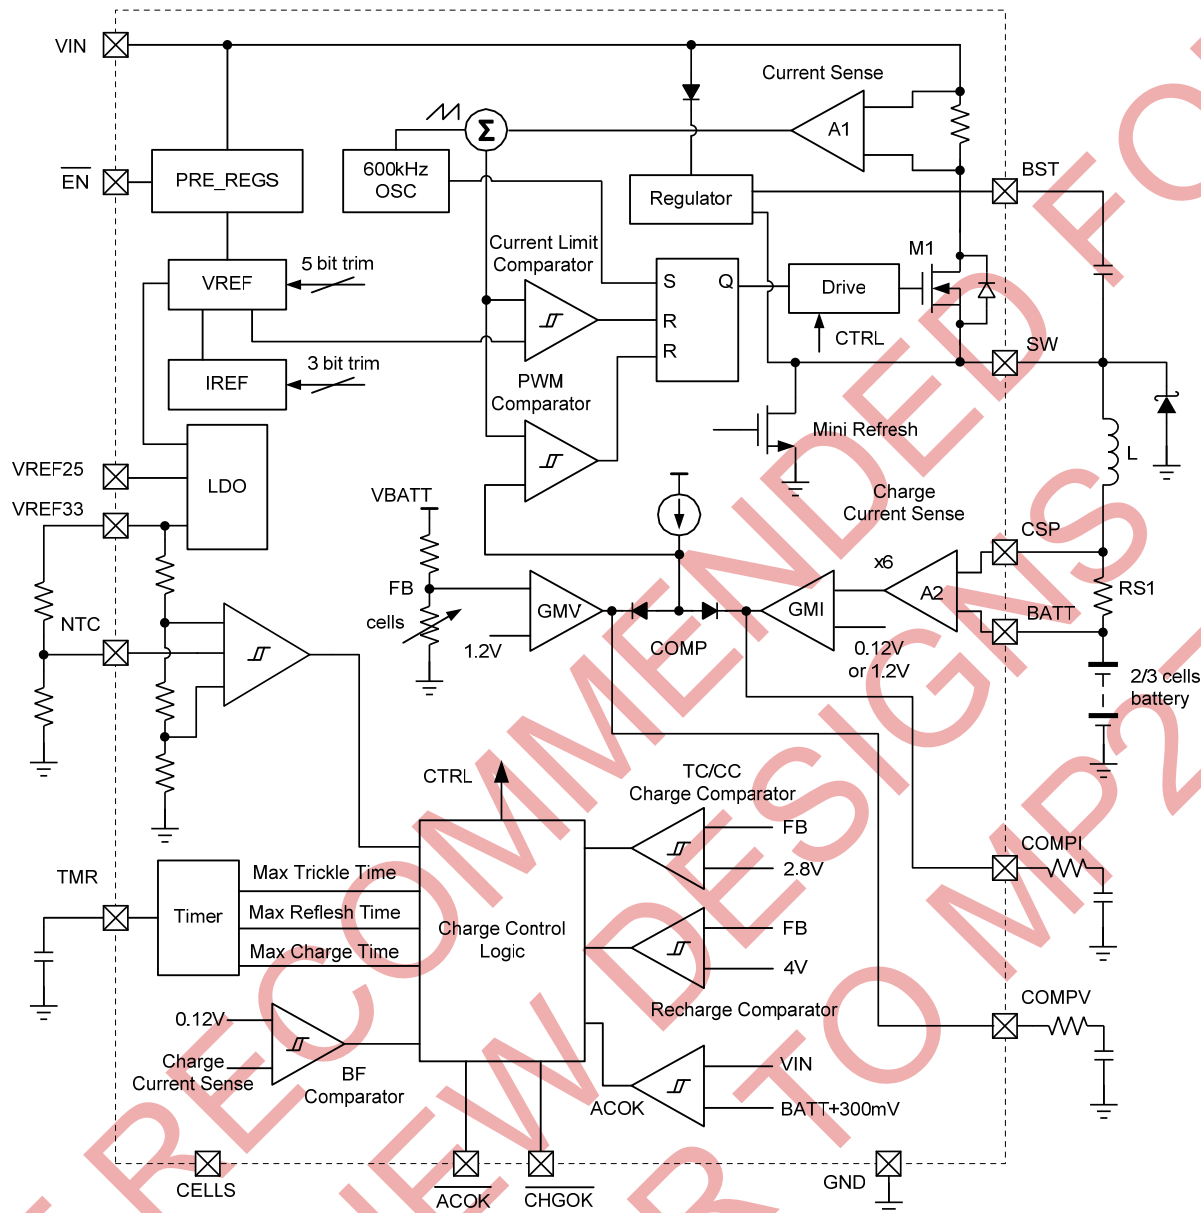 VIN
Current Sense
A1
Σ
600kHz
OSC
EN
PRE_REGS
BST
Regulator
M1
Current Limit
Comparator
5 bit trim
VREF
S
Q
R
R
Drive
CTRL
SW
3 bit trim
IREF
PWM
Comparator
Mini Refresh
L
VREF25
LDO
VREF33
VBATT
Charge
Current Sense
CSP
x6
A2
RS1
FB
GMV
GMI
BATT
cells
NTC
COMP
1.2V
0.12V
or 1.2V
2/3 cells
battery
CTRL
TC/CC
Charge Comparator
FB
2.8V
COMPI
TMR
Timer
Max Trickle Time
Max Reflesh Time
Max Charge Time
Charge Control
Logic
FB
4V
Recharge Comparator
COMPV
0.12V
Charge
Current Sense
BF
Comparator
VIN
ACOK
BATT+300mV
CELLS
ACOK
CHGOK
GND
RECOMMENDED FO
NEW DESIGNS
R TO MP2